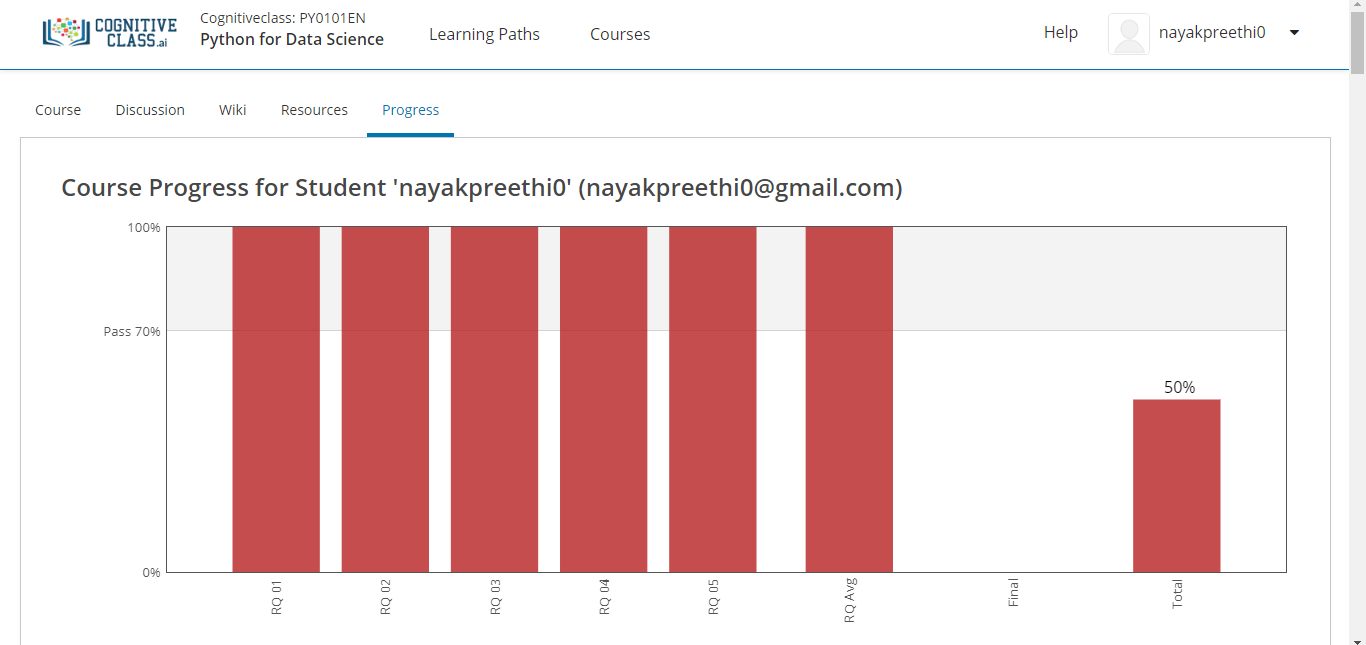 COGNITIVE
CLASS.ai
Cognitiveclass: PY0101EN
Python for Data Science
Learning Paths
Courses
Help
nayakpreethi0
Course
Discussion
Wiki
Resources
Progress
Course Progress for Student 'nayakpreethi0' (nayakpreethi0@gmail.com)
100%
Pass 70%
50%
0%
RQ 01
RQ 02
RQ 03
RQ 04
RQ 05
RQ Avg
Final
Total